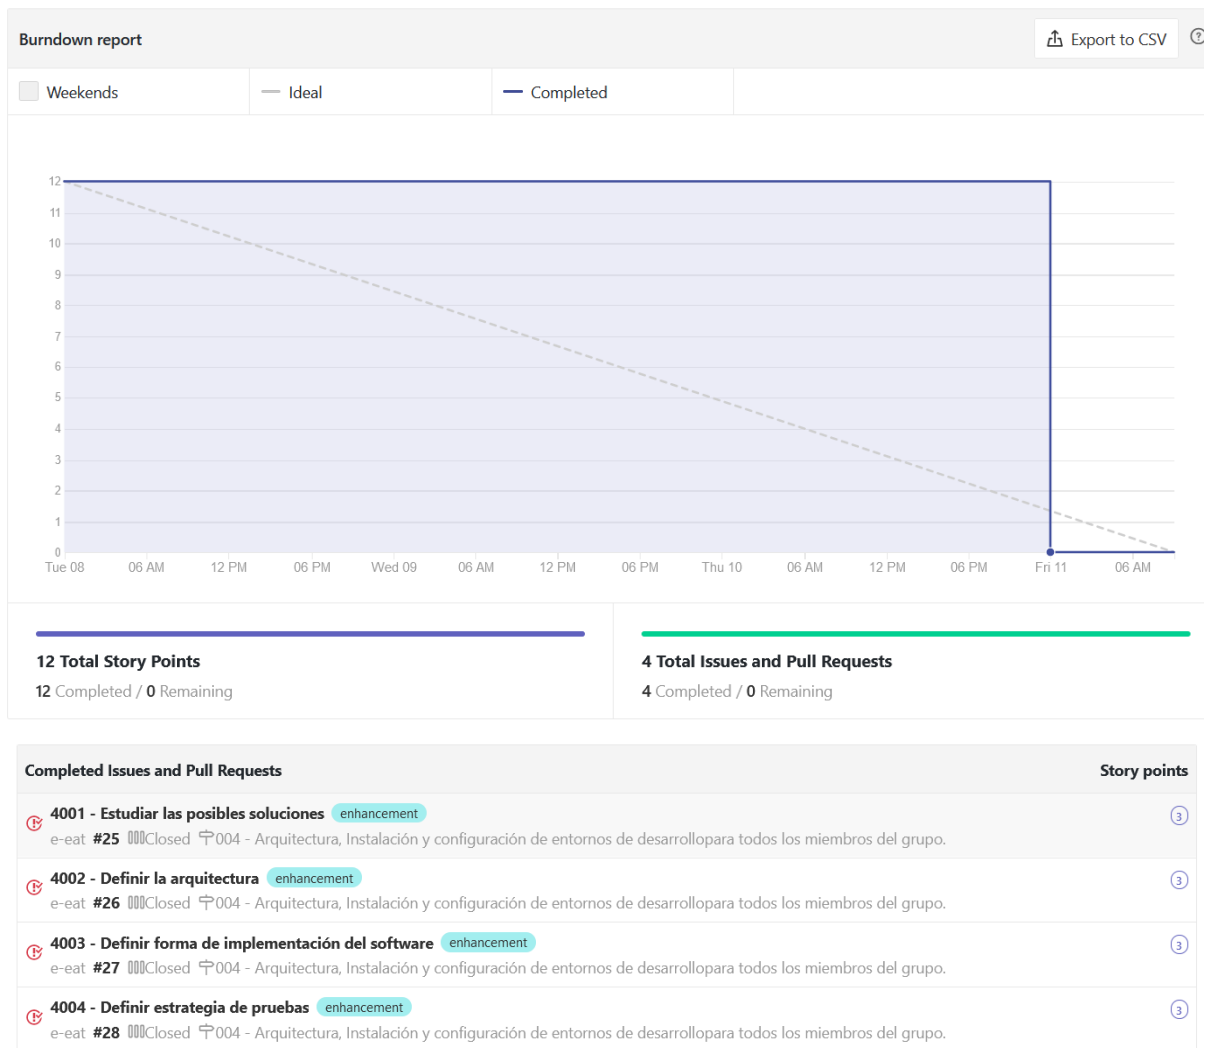 Burndown report
Export to CSV
Weekends
Ideal
Completed
12
11
10
9
8
7
6
5
4
3
2
1
0
Tue 08 06 AM 12 PM 06 PM Wed 09 06 AM 12 PM 06 PM Thu 10 06 AM 12 PM 06 PM Fri 11 06 AM
12 Total Story Points
12 Completed / 0 Remaining
4 Total Issues and Pull Requests
4 Completed / 0 Remaining
Completed Issues and Pull Requests Story points
4001 - Estudiar las posibles soluciones enhancement 3
e-eat #25 Closed 004 - Arquitectura, Instalación y configuración de entornos de desarrollopara todos los miembros del grupo.
4002 - Definir la arquitectura enhancement 3
e-eat #26 Closed 004 - Arquitectura, Instalación y configuración de entornos de desarrollopara todos los miembros del grupo.
4003 - Definir forma de implementación del software enhancement 3
e-eat #27 Closed 004 - Arquitectura, Instalación y configuración de entornos de desarrollopara todos los miembros del grupo.
4004 - Definir estrategia de pruebas enhancement 3
e-eat #28 Closed 004 - Arquitectura, Instalación y configuración de entornos de desarrollopara todos los miembros del grupo.